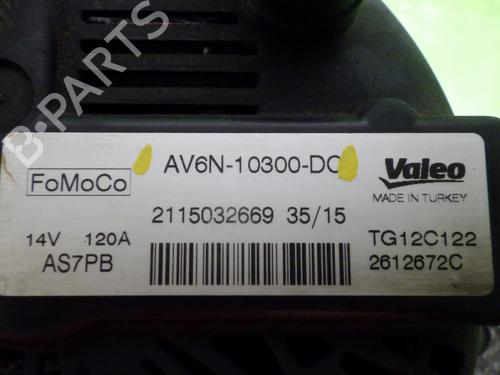 B-PARTS
AV6N-10300-DC
Valeo
FoMoCo
MADE IN TURKEY
2115032669 35/15
14V 120A
TG12C122
AS7PB
2612672C